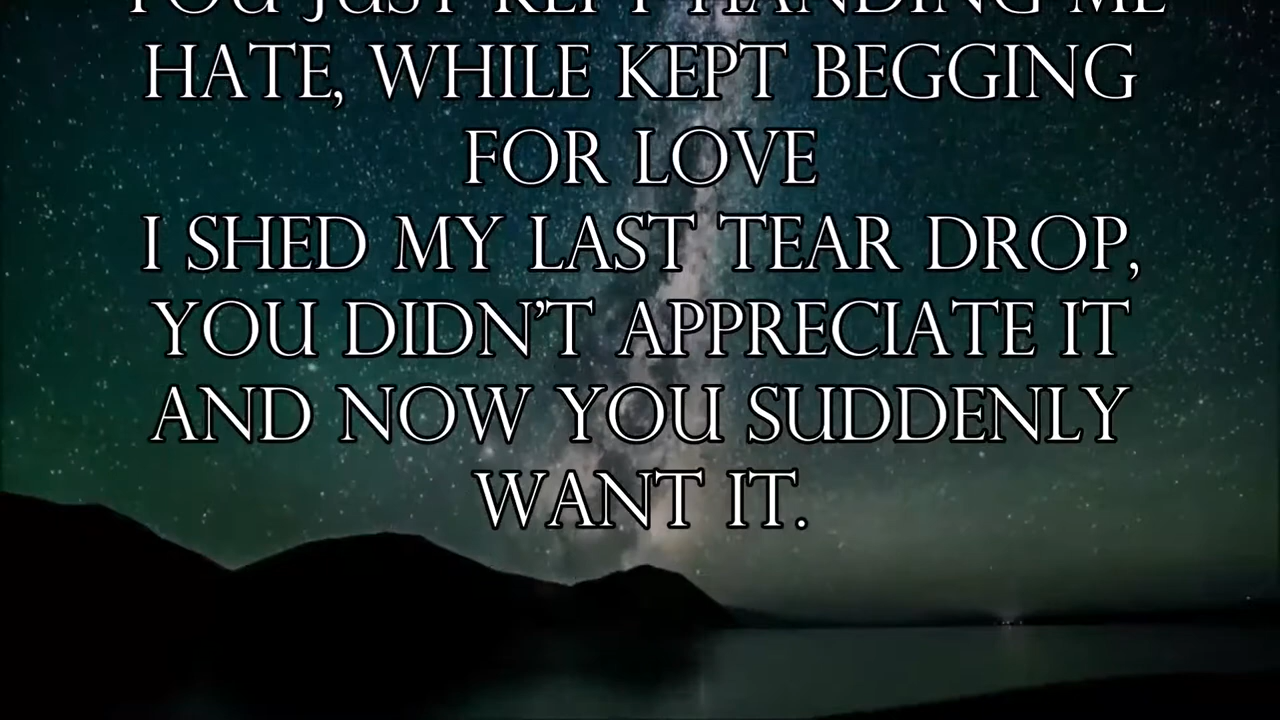 YOU JUST KEPT HANDING ME
HATE, WHILE KEPT BEGGING
FOR LOVE
I SHED MY LAST TEAR DROP,
YOU DIDN'T APPRECIATE IT
AND NOW YOU SUDDENLY
WANT IT.